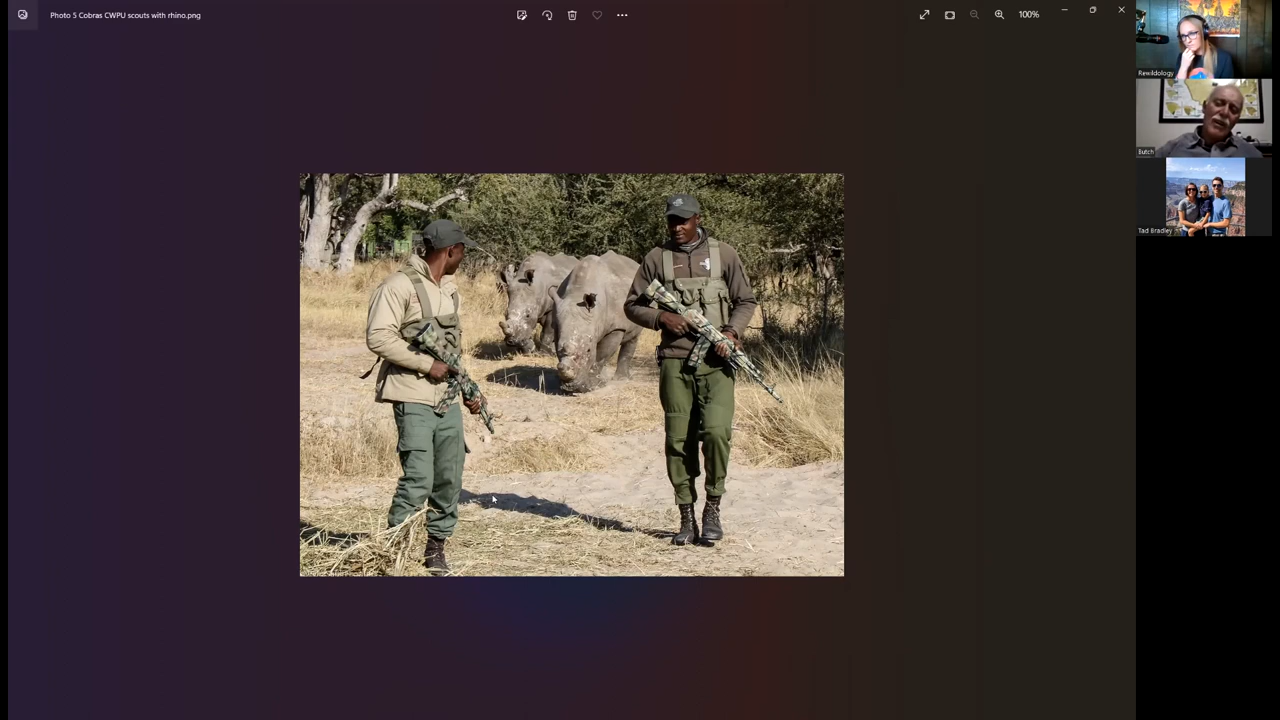 Photo 5 Cobras CWPU scouts with rhino.png
100%
Rewildology
Butch
Tad Bradley